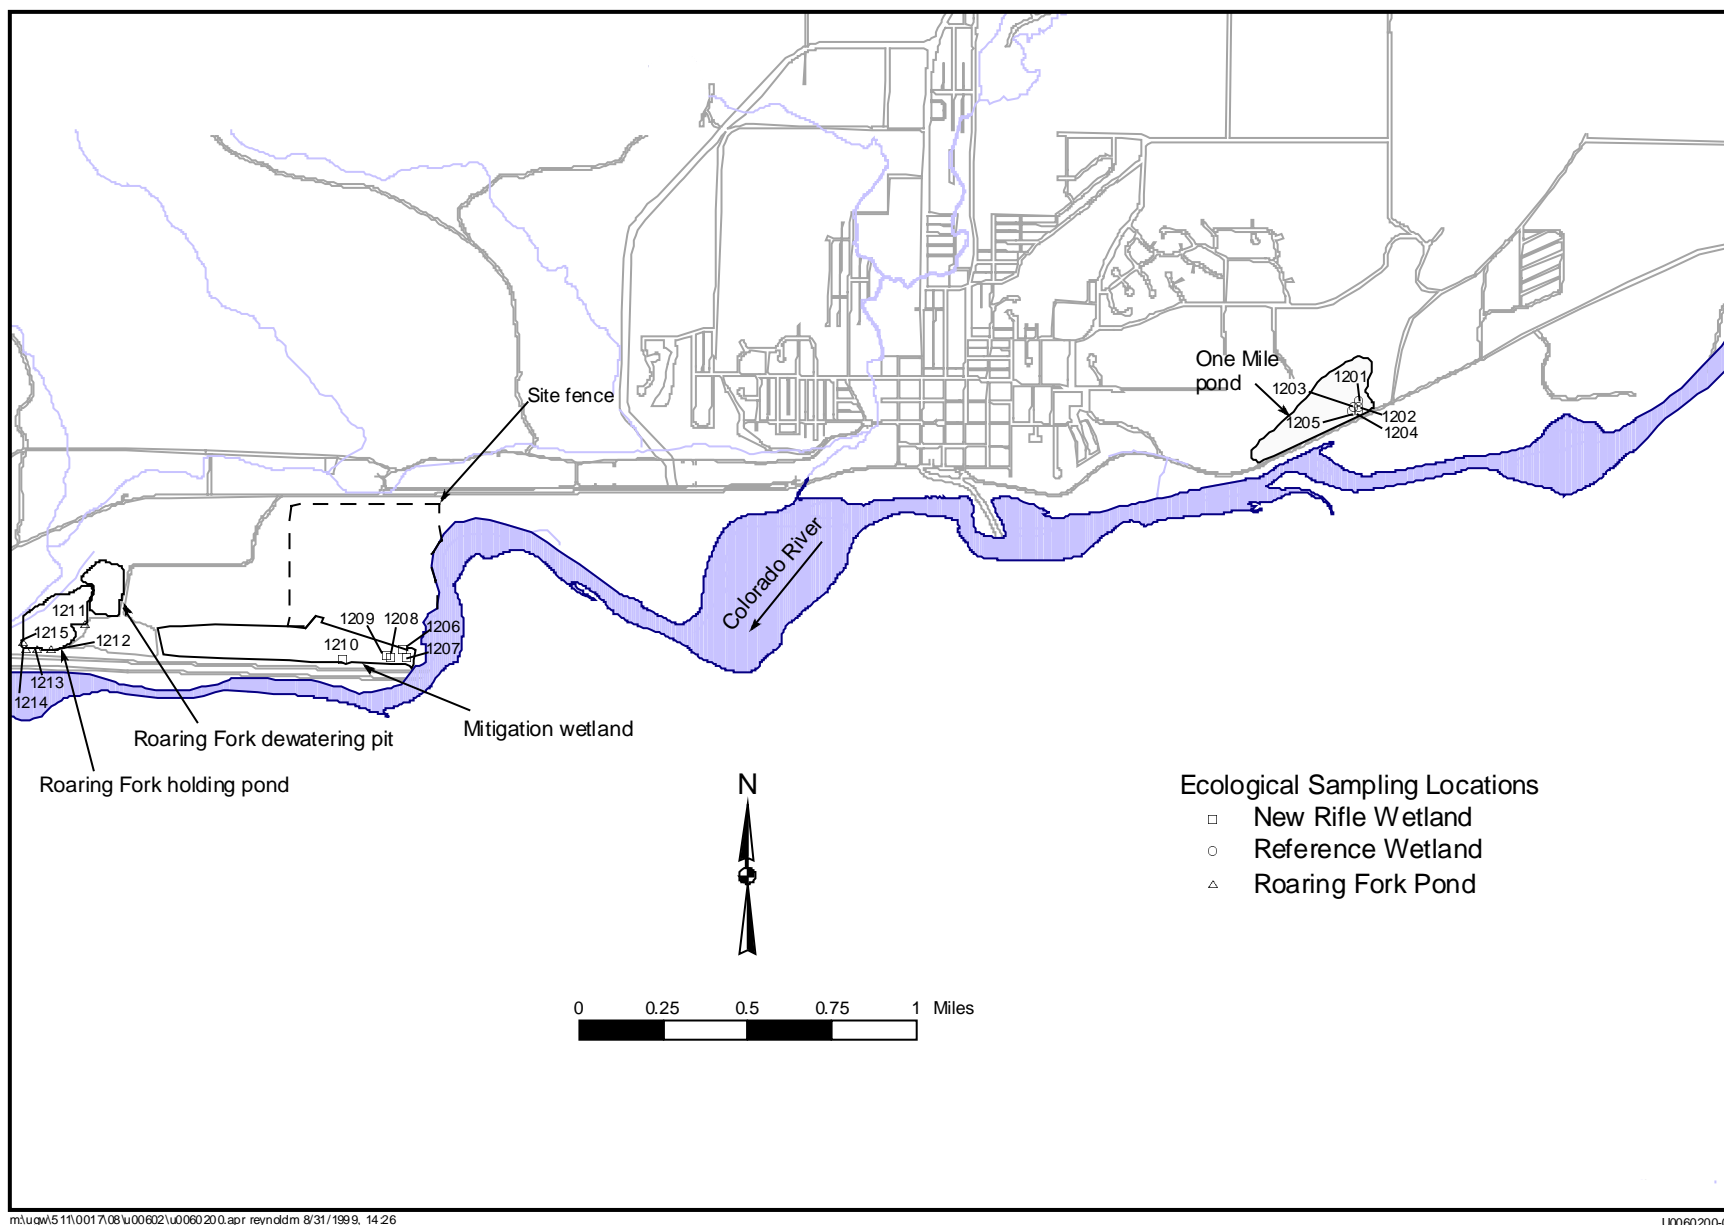 One Mile
pond
1201
1203
1202
1205
1204
Site fence
Colorado River
1211
1215
1212
1213
1214
1209
1208
1206
1210
1207
Mitigation wetland
Roaring Fork dewatering pit
Roaring Fork holding pond
N
Ecological Sampling Locations
New Rifle Wetland
Reference Wetland
Roaring Fork Pond
0 0.25 0.5 0.75 1 Miles
m:\ugw\511\0017\08\u00602\u0060200.apr reynoldm 8/31/1999, 14:26